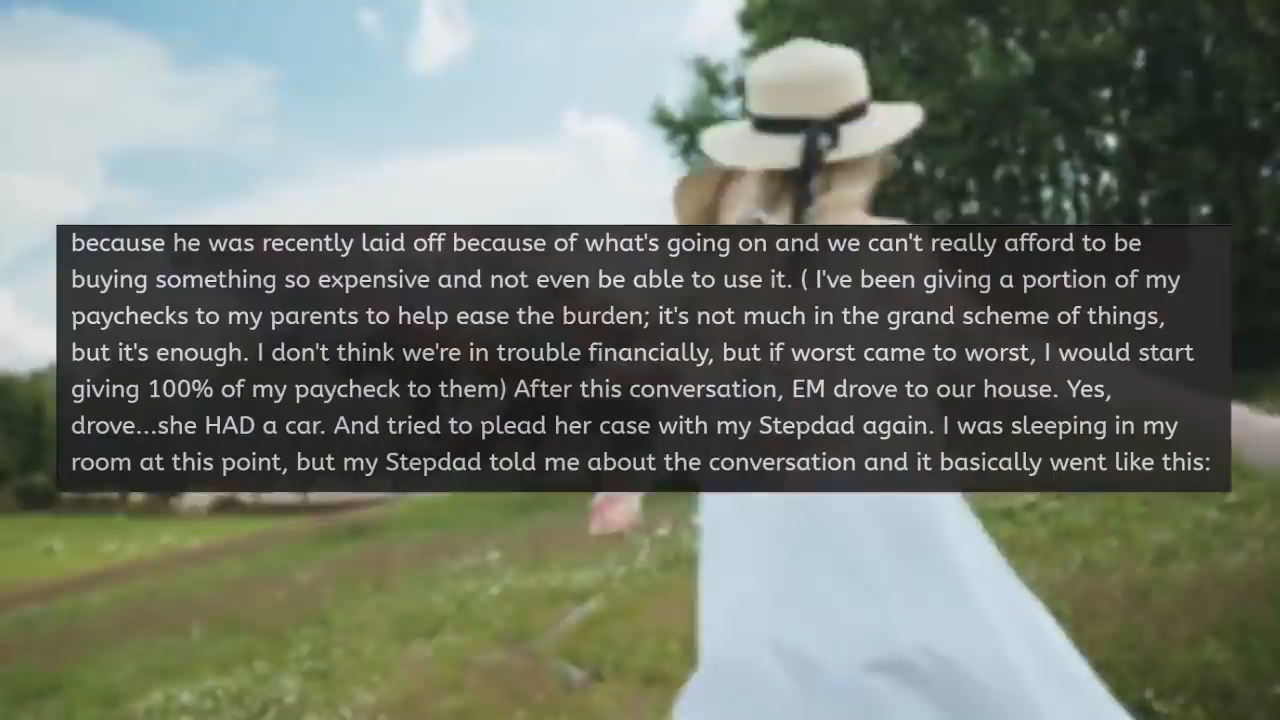 because he was recently laid off because of what's going on and we can't really afford to be
buying something so expensive and not even be able to use it. ( I've been giving a portion of my
paychecks to my parents to help ease the burden; it's not much in the grand scheme of things,
but it's enough. I don't think we're in trouble financially, but if worst came to worst, I would start
giving 100% of my paycheck to them) After this conversation, EM drove to our house. Yes,
drove...she HAD a car. And tried to plead her case with my Stepdad again. I was sleeping in my
room at this point, but my Stepdad told me about the conversation and it basically went like this: